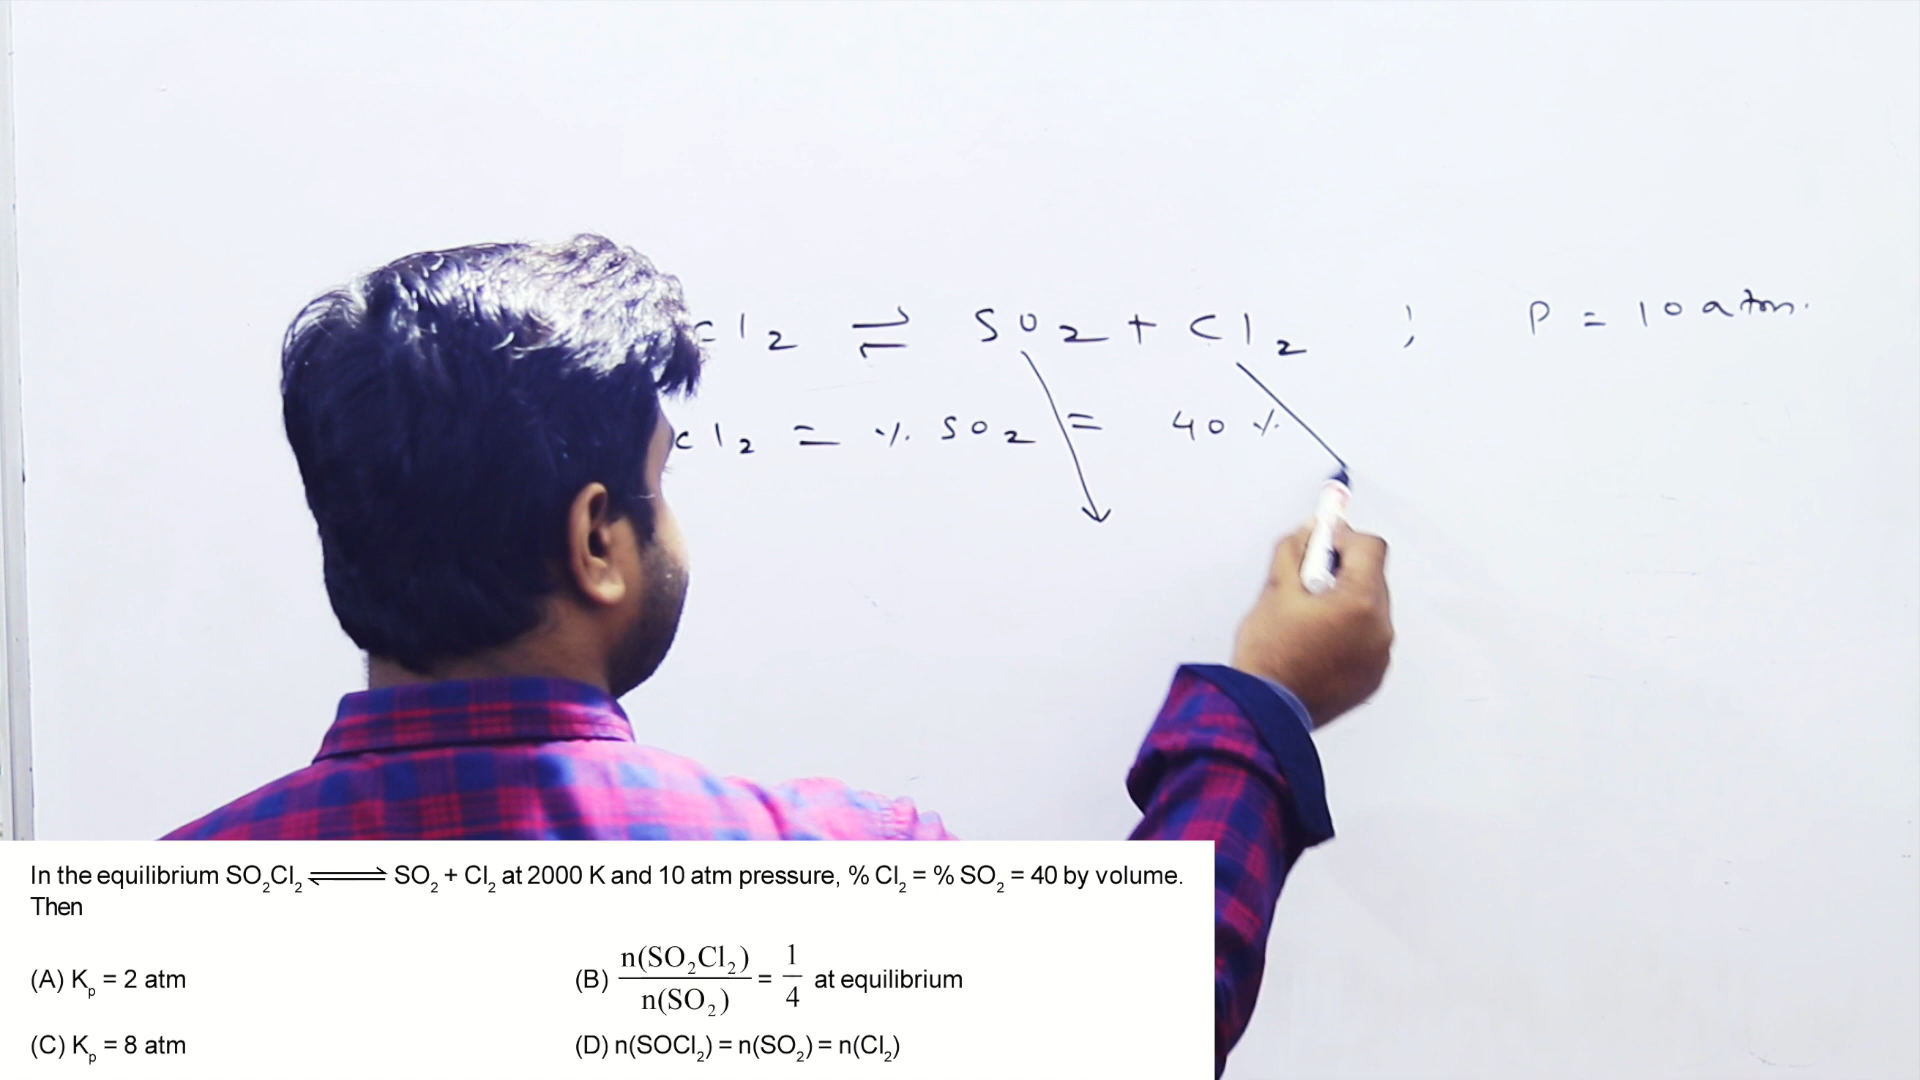 Cl2 ⇌ SO2 + Cl2 ; P = 10 atm.
Cl2 = % SO2 = 40 %
In the equilibrium SO₂Cl₂ ⇌ SO₂ + Cl₂ at 2000 K and 10 atm pressure, % Cl₂ = % SO₂ = 40 by volume.
Then
(A) Kₚ = 2 atm (B) n(SO₂Cl₂)/n(SO₂) = 1/4 at equilibrium
(C) Kₚ = 8 atm (D) n(SOCl₂) = n(SO₂) = n(Cl₂)